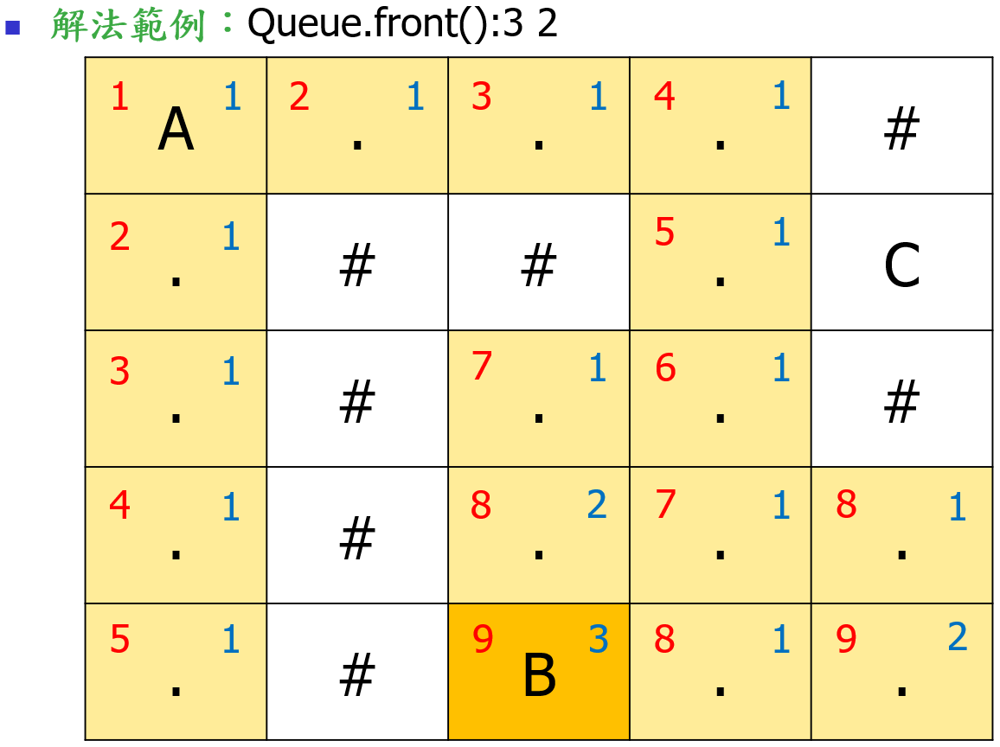 解法範例：Queue.front():3 2
1 A 1 2 . 1 3 . 1 4 . 1 #
2 . 1 # # 5 . 1 C
3 . 1 # 7 . 1 6 . 1 #
4 . 1 # 8 . 2 7 . 1 8 . 1
5 . 1 # 9 B 3 8 . 1 9 . 2